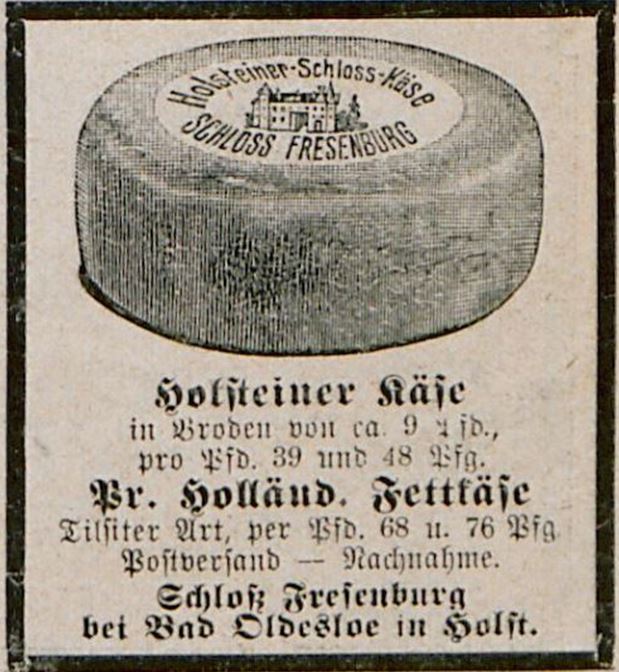 Holsteiner-Schloss-Käse
SCHLOSS FRESENBURG
Holsteiner Käse
in Broden von ca. 9 Pfd.,
pro Pfd. 39 und 48 Pfg.
Pr. Holländ. Fettkäse
Tilsiter Art, per Pfd. 68 u. 76 Pfg
Postversand — Nachnahme.
Schloß Fresenburg
bei Bad Oldesloe in Holst.